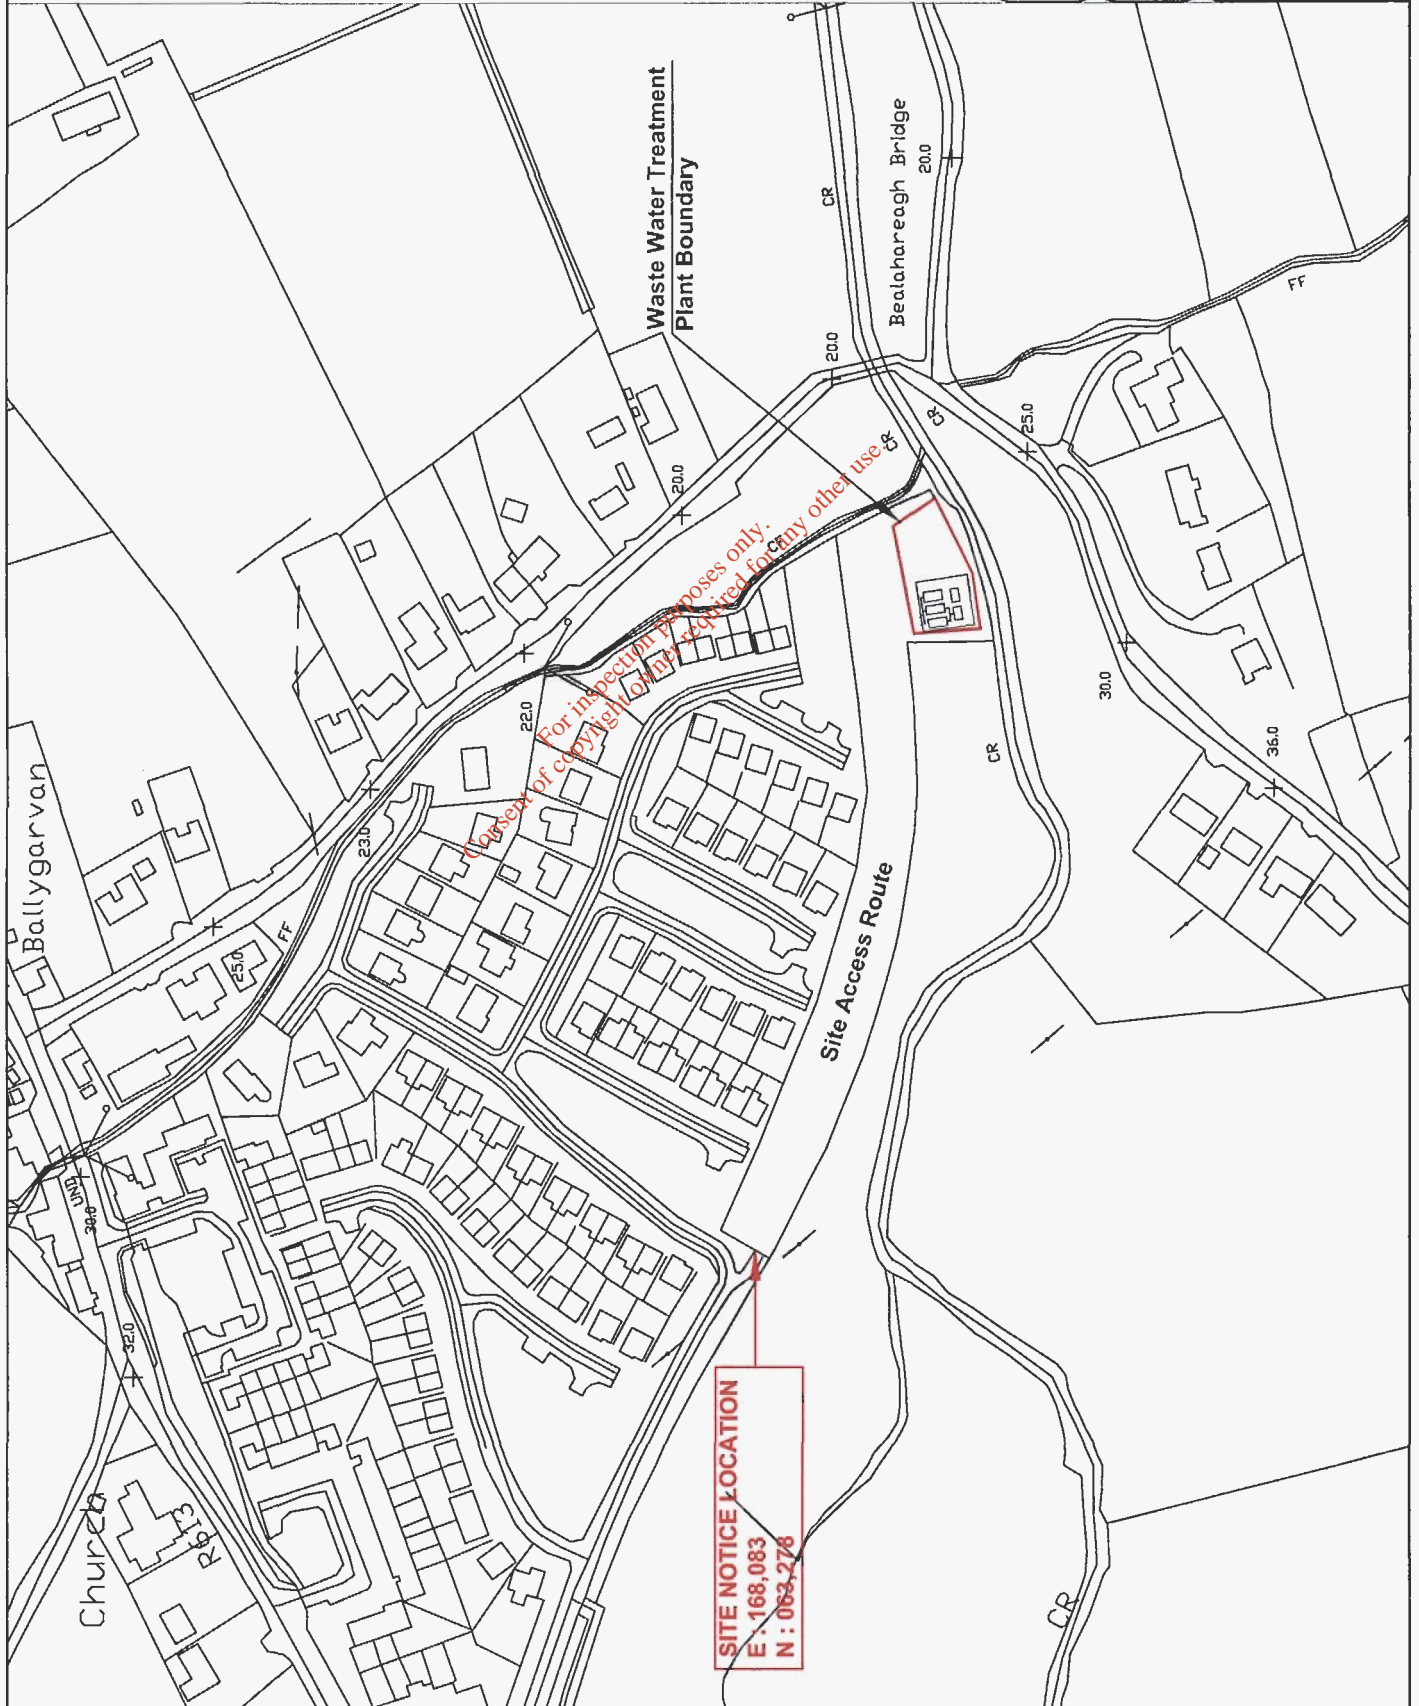 Waste Water Treatment
Plant Boundary
CR
Bealahareagh Bridge
20.0
FF
20.0
CR
CR
25.0
20.0
30.0
36.0
CR
22.0
23.0
Ballygarvan
25.0
FF
UND
30.0
32.0
Church
R613
Site Access Route
CR
SITE NOTICE LOCATION
E : 168,083
N : 063,278
For inspection purposes only.
Consent of copyright owner required for any other use.